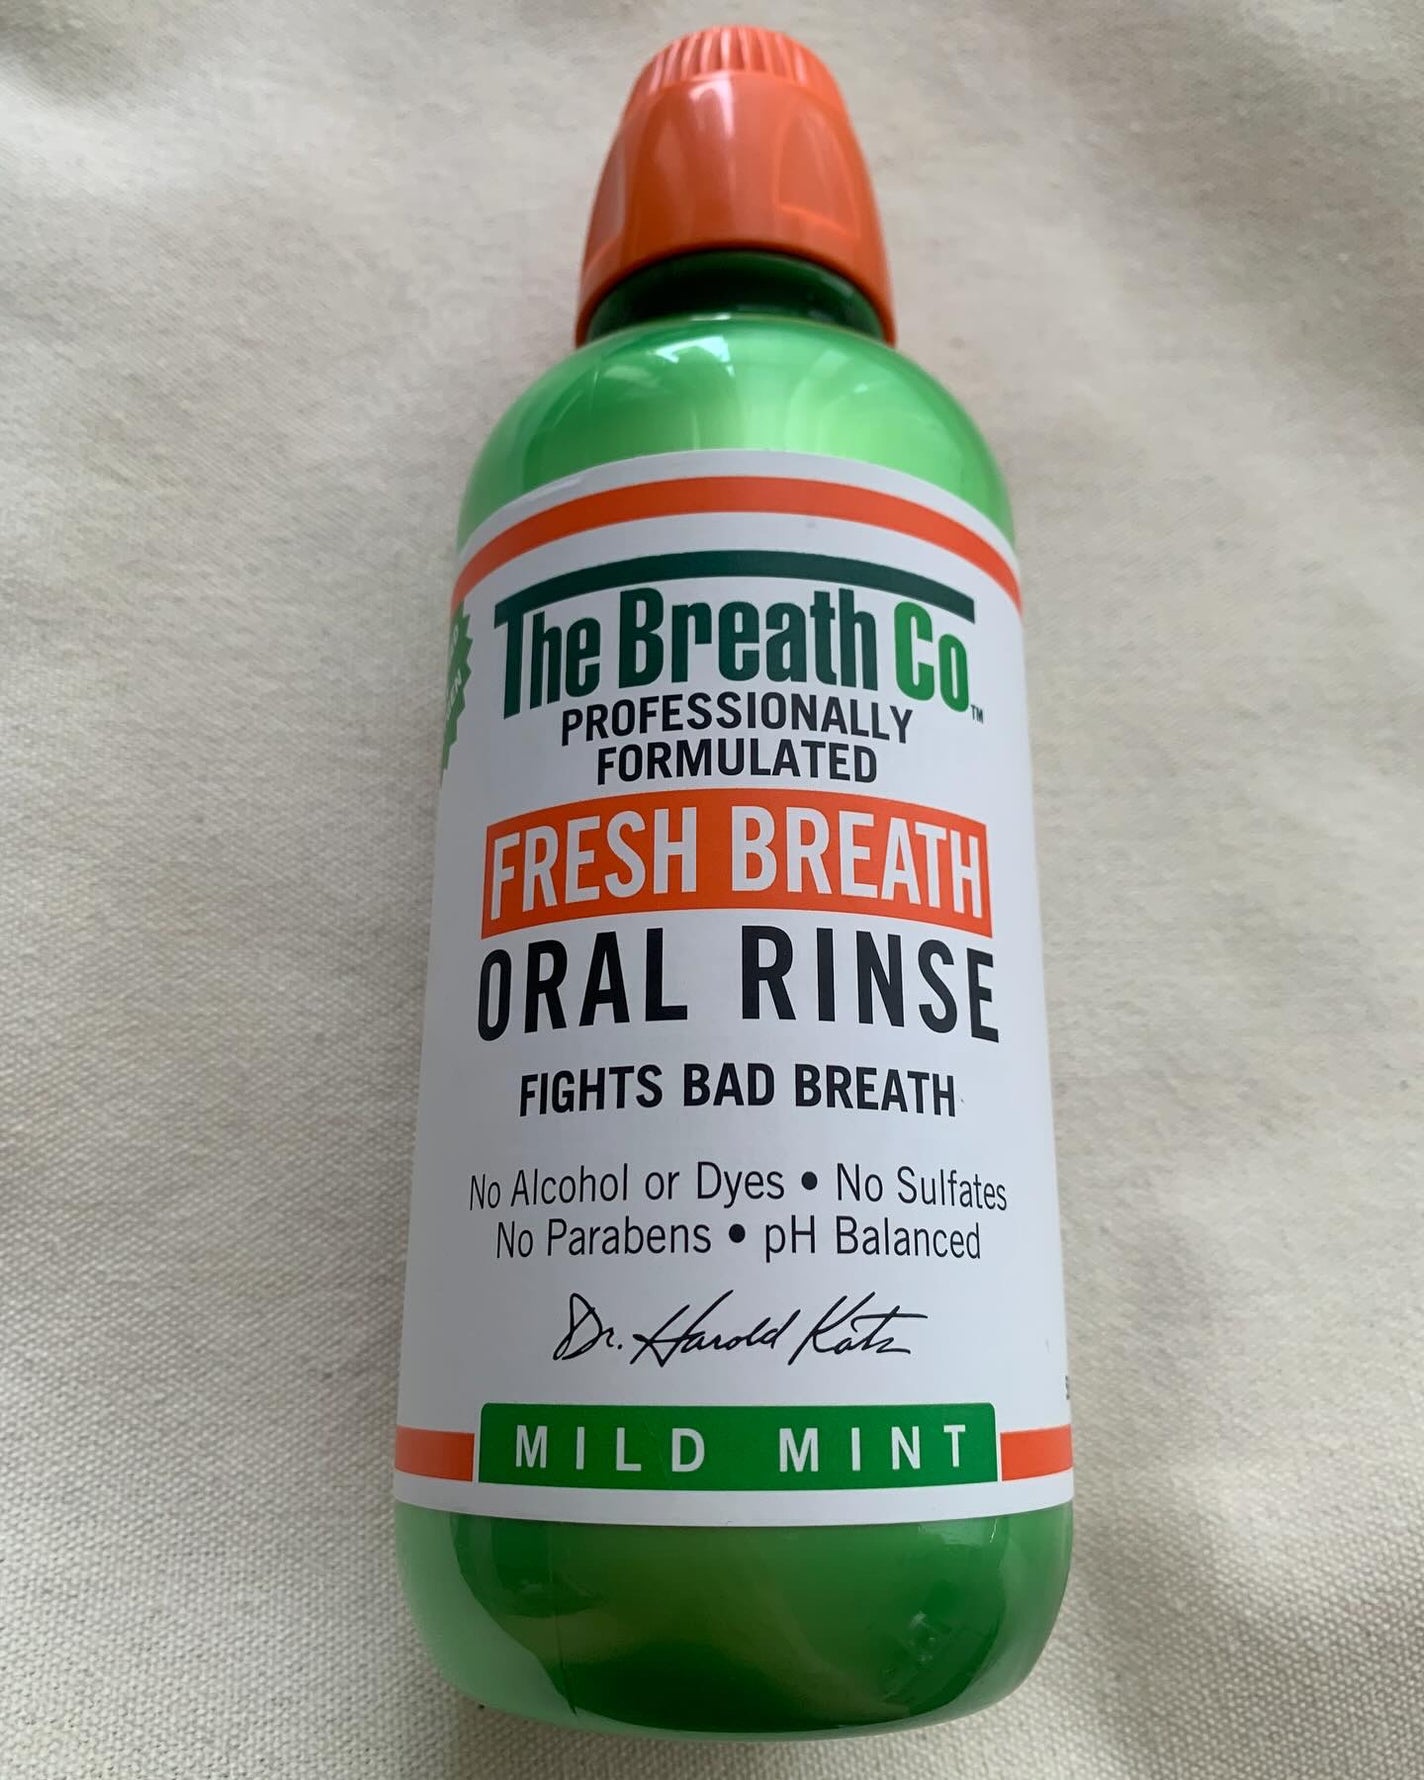 The Breath Co™
PROFESSIONALLY
FORMULATED
FRESH BREATH
ORAL RINSE
FIGHTS BAD BREATH
No Alcohol or Dyes • No Sulfates
No Parabens • pH Balanced
Dr. Harold Katz
MILD MINT